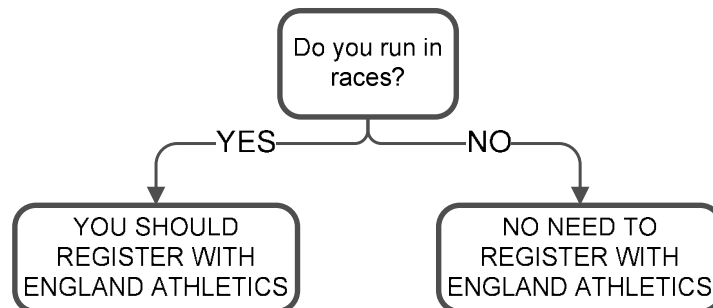 Do you run in
races?
YES
NO
YOU SHOULD
REGISTER WITH
ENGLAND ATHLETICS
NO NEED TO
REGISTER WITH
ENGLAND ATHLETICS